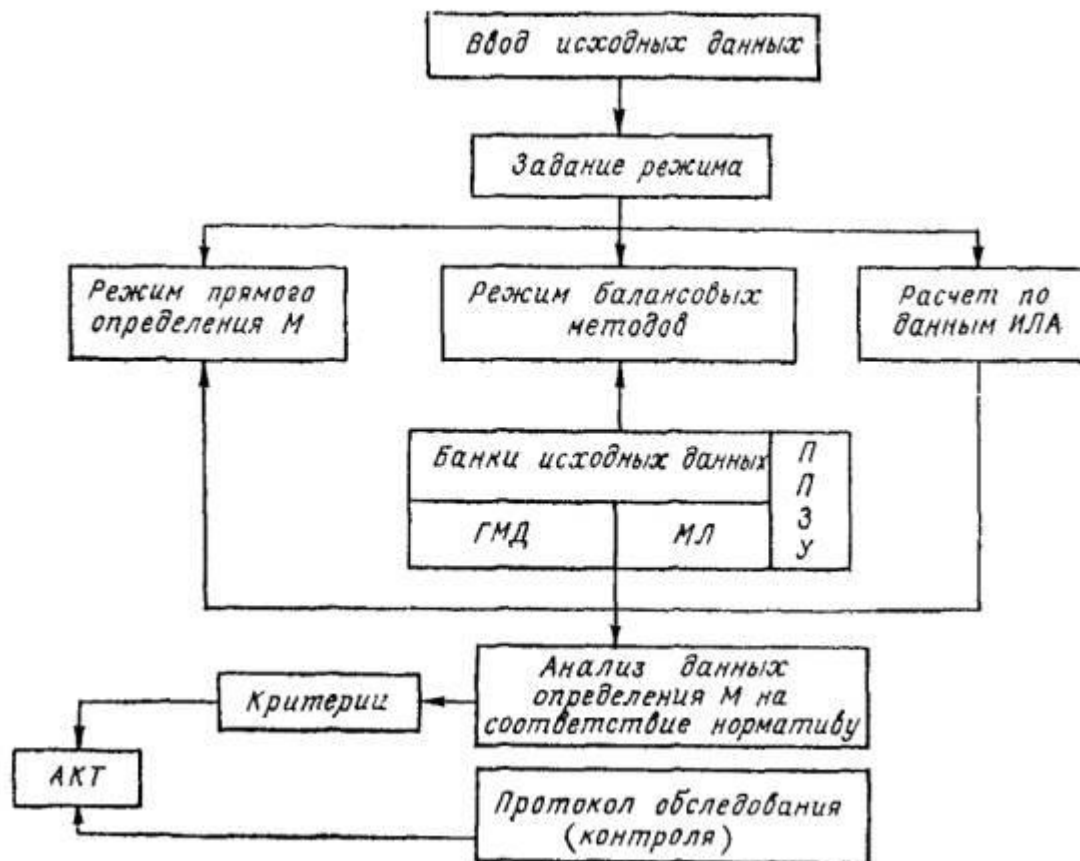 Ввод исходных данных
Задание режима
Режим прямого
определения М
Режим балансовых
методов
Расчет по
данным ИЛА
Банки исходных данных
П
П
З
У
ГМД
МЛ
Анализ данных
определения М на
соответствие нормативу
Критерии
АКТ
Протокол обследования
(контроля)